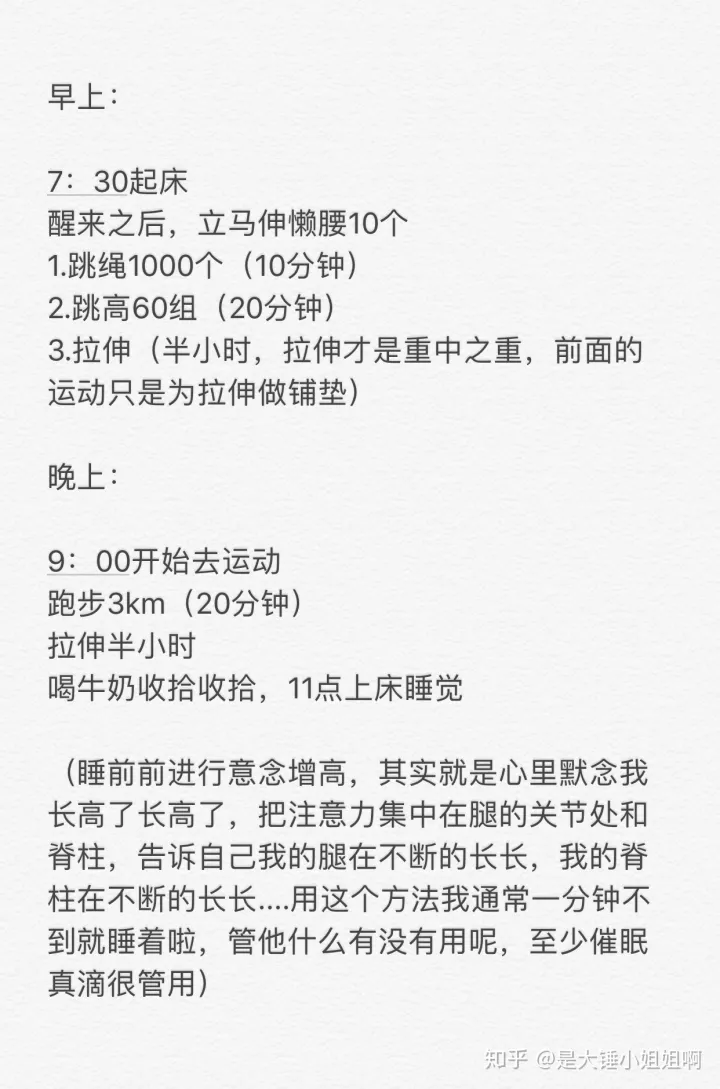 早上：
7：30起床
醒来之后，立马伸懒腰10个
1.跳绳1000个（10分钟）
2.跳高60组（20分钟）
3.拉伸（半小时，拉伸才是重中之重，前面的
运动只是为拉伸做铺垫）
晚上：
9：00开始去运动
跑步3km（20分钟）
拉伸半小时
喝牛奶收拾收拾，11点上床睡觉
（睡前前进行意念增高，其实就是心里默念我
长高了长高了，把注意力集中在腿的关节处和
脊柱，告诉自己我的腿在不断的长长，我的脊
柱在不断的长长....用这个方法我通常一分钟不
到就睡着啦，管他什么有没有用呢，至少催眠
真滴很管用）
知乎 @是大锤小姐姐啊